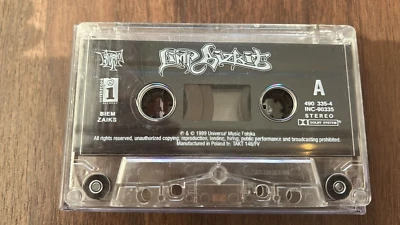 Limp Bizkit
A
i
490 335-4
INC-90335
STEREO
DOLBY SYSTEM
BIEM
ZAIKS
℗ & © 1999 Universal Music Polska
All rights reserved, unauthorized copying, reproduction, lending, hiring, public performance and broadcasting prohibited.
Manufactured in Poland by: TAKT 146/FV